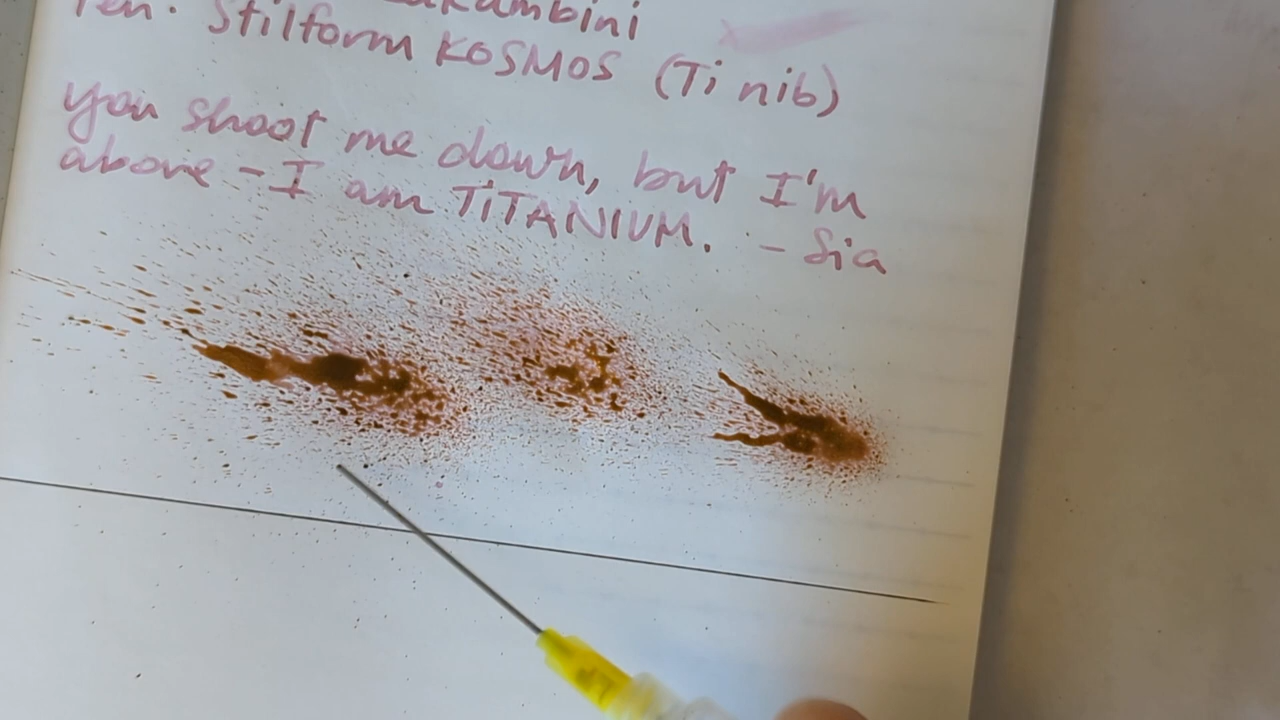 Pen. Stilform KOSMOS (Ti nib)
you shoot me down, but I'm
above - I am TiTANIUM. - Sia